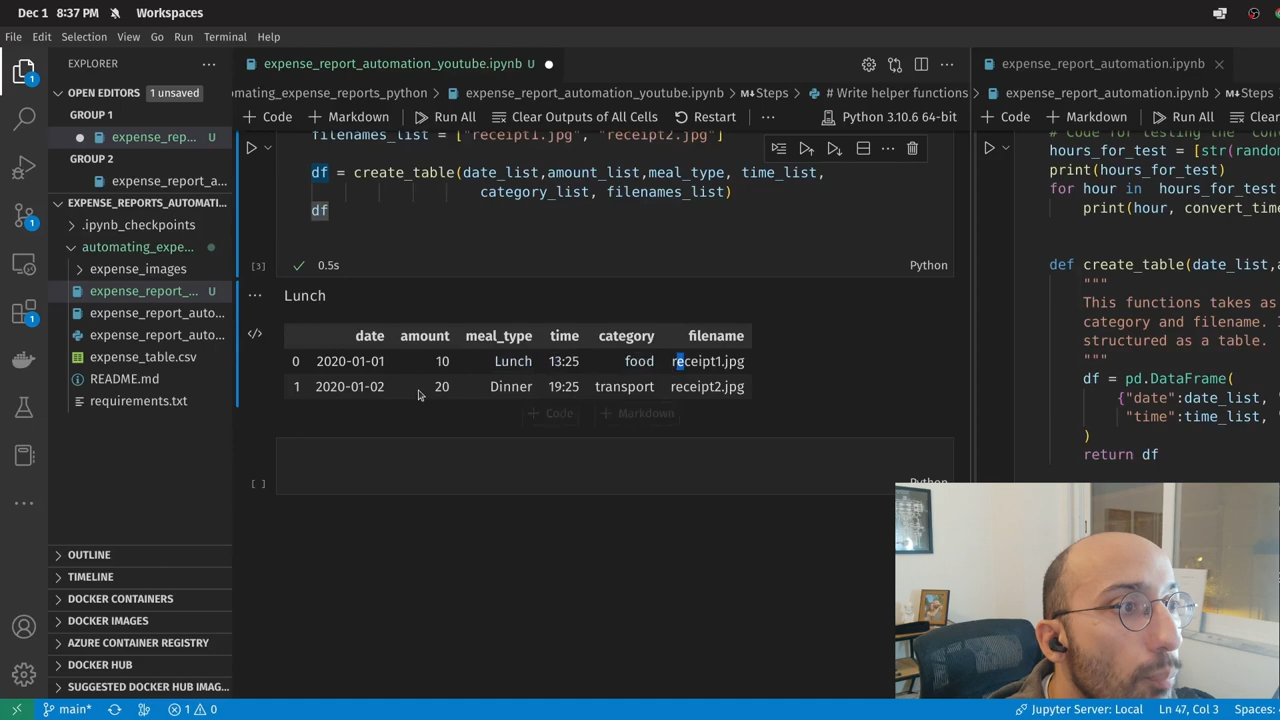 Dec 1 8:37 PM Workspaces
File Edit Selection View Go Run Terminal Help
EXPLORER
OPEN EDITORS 1 unsaved
GROUP 1
expense_rep...
GROUP 2
expense_report_a...
EXPENSE_REPORTS_AUTOMATI...
.ipynb_checkpoints
automating_expe...
expense_images
expense_report_... U
expense_report_auto...
expense_report_auto...
expense_table.csv
README.md
requirements.txt
OUTLINE
TIMELINE
DOCKER CONTAINERS
DOCKER IMAGES
AZURE CONTAINER REGISTRY
DOCKER HUB
SUGGESTED DOCKER HUB IMAG...
expense_report_automation_youtube.ipynb U
omating_expense_reports_python > expense_report_automation_youtube.ipynb > M↓Steps > # Write helper functions
+ Code + Markdown Run All Clear Outputs of All Cells Restart ... Python 3.10.6 64-bit
filenames_list = ["receipt1.jpg", "receipt2.jpg"]
df = create_table(date_list,amount_list,meal_type, time_list,
category_list, filenames_list)
df
[3] 0.5s Python
Lunch
date amount meal_type time category filename
0 2020-01-01 10 Lunch 13:25 food receipt1.jpg
1 2020-01-02 20 Dinner 19:25 transport receipt2.jpg
+ Code + Markdown
[ ] Python
expense_report_automation.ipynb
expense_report_automation.ipynb > M↓Steps >
+ Code + Markdown Run All Clear
# Code for testing the
hours_for_test = [str(rando
print(hours_for_test)
for hour in hours_for_test
print(hour, convert_tim
def create_table(date_list,a
"""
This functions takes as
category and filename.
structured as a table.
"""
df = pd.DataFrame(
{"date":date_list,
"time":time_list,
)
return df
main* 1 0 Jupyter Server: Local Ln 47, Col 3 Spaces: